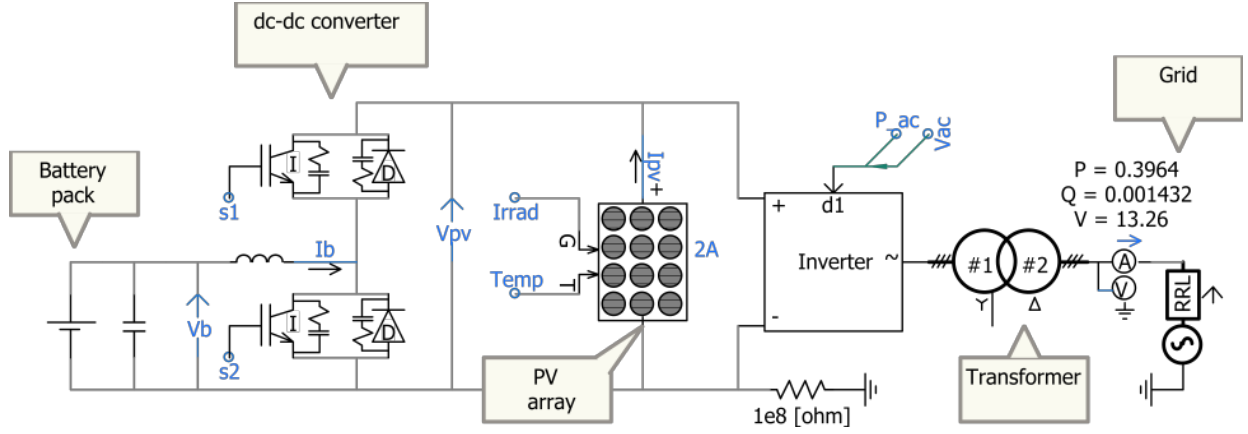 dc-dc converter
Grid
Battery
pack
I
D
s1
Ib
Vb
I
D
s2
Vpv
Irrad
Temp
G
T
Ipv
+
2A
PV
array
P_ac
Vac
d1
+
-
Inverter
~
1e8 [ohm]
#1
#2
Y
Δ
Transformer
P = 0.3964
Q = 0.001432
V = 13.26
A
V
RRL